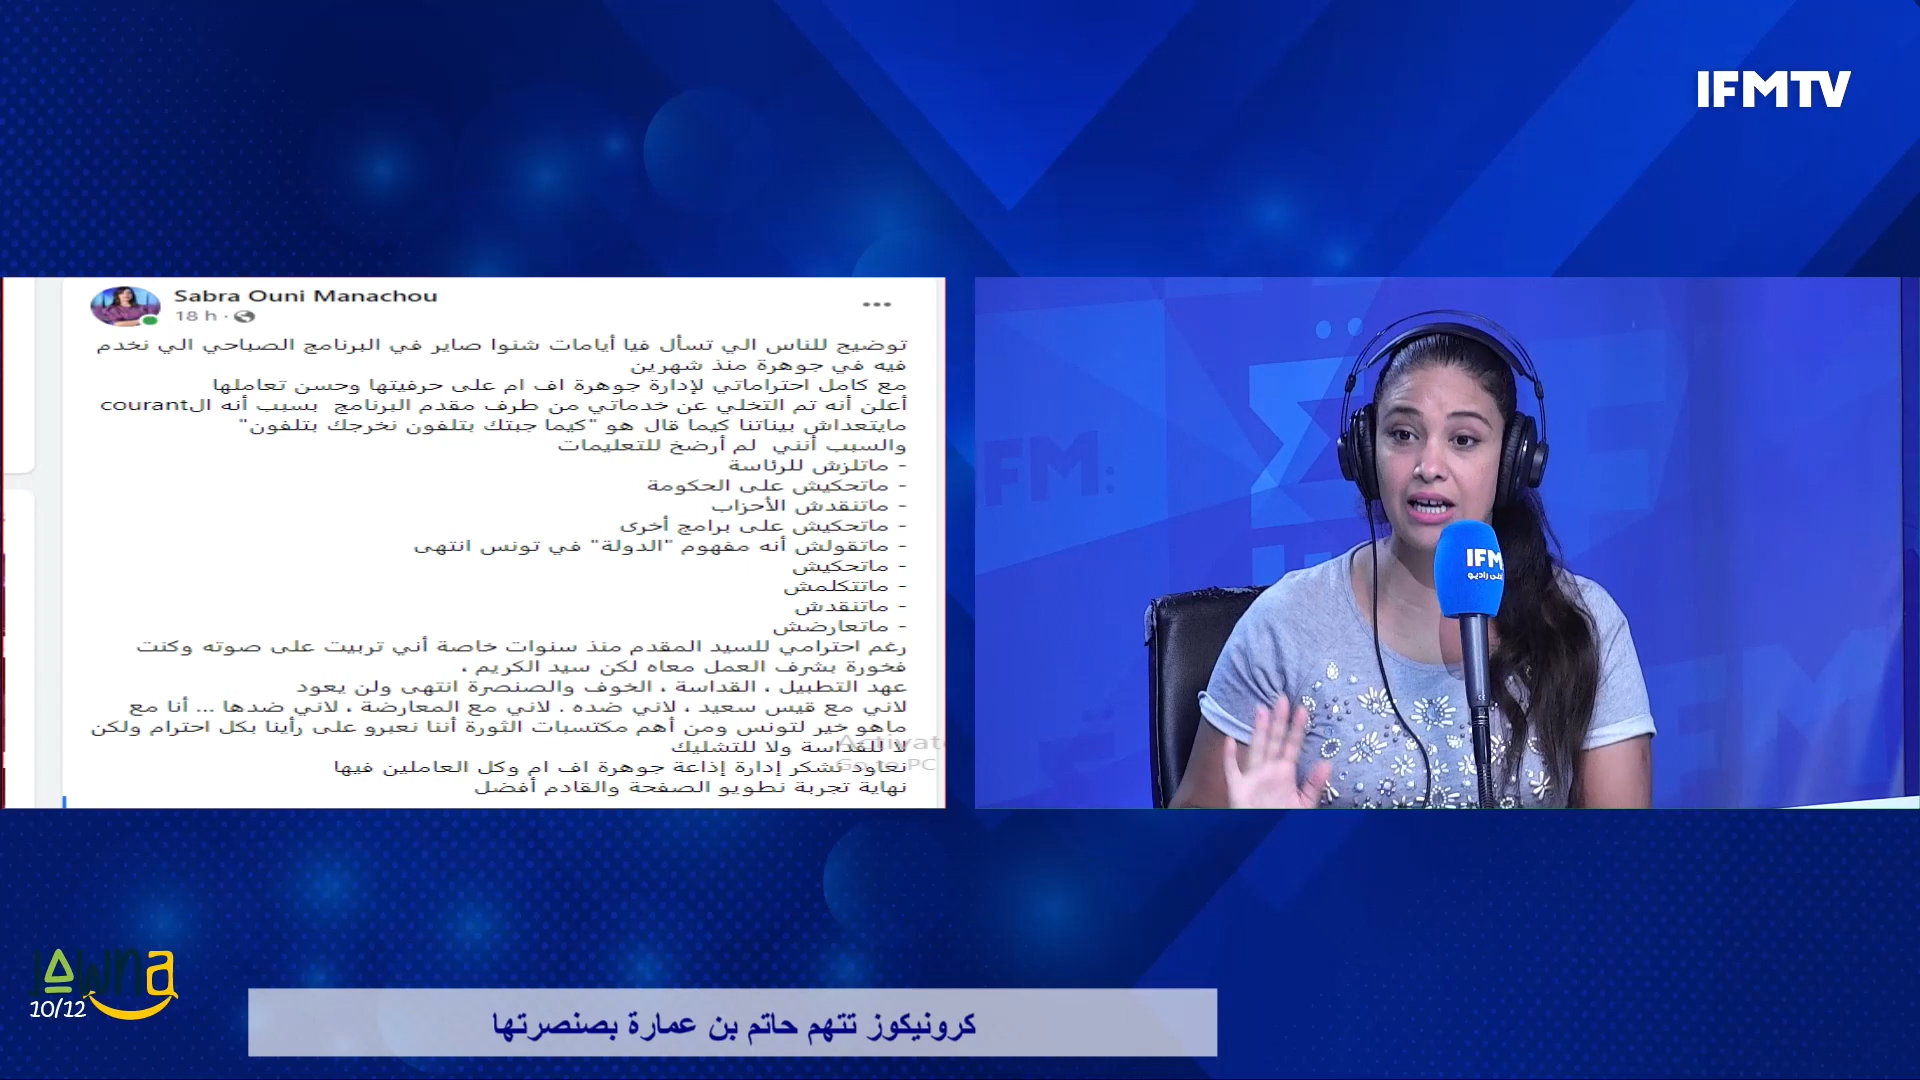 IFMTV
Sabra Ouni Manachou
18 h ·
توضيح للناس الي تسأل فيا أيامات شنوا صاير في البرنامج الصباحي الي نخدم
فيه في جوهرة منذ شهرين
مع كامل احتراماتي لإدارة جوهرة اف ام على حرفيتها وحسن تعاملها
أعلن أنه تم التخلي عن خدماتي من طرف مقدم البرنامج بسبب أنه الcourant
مايتعداش بيناتنا كيما قال هو "كيما جبتك بتلفون نخرجك بتلفون"
والسبب أنني لم أرضخ للتعليمات
- ماتلزش للرئاسة
- ماتحكيش على الحكومة
- ماتنقدش الأحزاب
- ماتحكيش على برامج أخرى
- ماتقولش أنه مفهوم "الدولة" في تونس انتهى
- ماتحكيش
- ماتتكلمش
- ماتنقدش
- ماتعارضش
رغم احترامي للسيد المقدم منذ سنوات خاصة أني تربيت على صوته وكنت
فخورة بشرف العمل معاه لكن سيد الكريم ،
عهد التطبيل ، القداسة ، الخوف والصنصرة انتهى ولن يعود
لاني مع قيس سعيد ، لاني ضده . لاني مع المعارضة ، لاني ضدها ... أنا مع
ماهو خير لتونس ومن أهم مكتسبات الثورة أننا نعبرو على رأينا بكل احترام ولكن
لا للقداسة ولا للتشليك
نعاود نشكر إدارة إذاعة جوهرة اف ام وكل العاملين فيها
نهاية تجربة نطويو الصفحة والقادم أفضل
Activate
Go to PC
IFM
IFM
jawna
10/12
كرونيكوز تتهم حاتم بن عمارة بصنصرتها